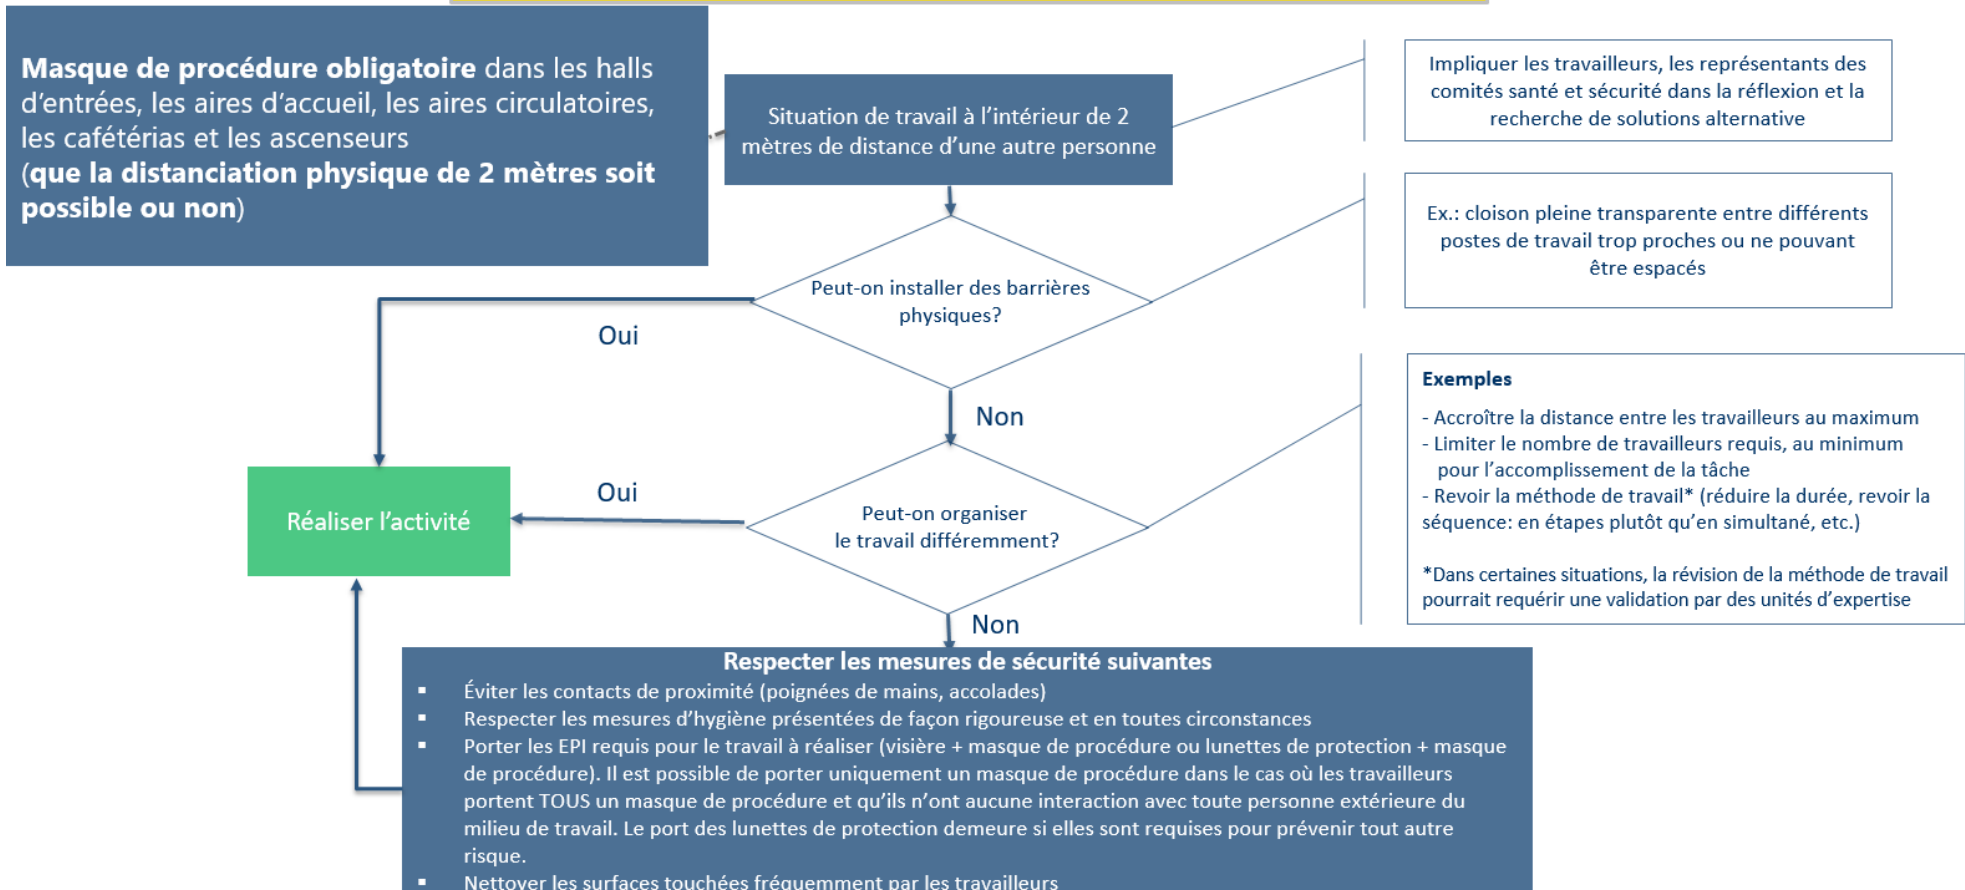 Masque de procédure obligatoire dans les halls
d'entrées, les aires d'accueil, les aires circulatoires,
les cafétérias et les ascenseurs
(que la distanciation physique de 2 mètres soit
possible ou non)
Situation de travail à l'intérieur de 2
mètres de distance d'une autre personne
Impliquer les travailleurs, les représentants des
comités santé et sécurité dans la réflexion et la
recherche de solutions alternative
Ex.: cloison pleine transparente entre différents
postes de travail trop proches ou ne pouvant
être espacés
Peut-on installer des barrières
physiques?
Oui
Non
Exemples
- Accroître la distance entre les travailleurs au maximum
- Limiter le nombre de travailleurs requis, au minimum
pour l'accomplissement de la tâche
- Revoir la méthode de travail* (réduire la durée, revoir la
séquence: en étapes plutôt qu'en simultané, etc.)
*Dans certaines situations, la révision de la méthode de travail
pourrait requérir une validation par des unités d'expertise
Oui
Réaliser l'activité
Peut-on organiser
le travail différemment?
Non
Respecter les mesures de sécurité suivantes
▪ Éviter les contacts de proximité (poignées de mains, accolades)
▪ Respecter les mesures d'hygiène présentées de façon rigoureuse et en toutes circonstances
▪ Porter les EPI requis pour le travail à réaliser (visière + masque de procédure ou lunettes de protection + masque
de procédure). Il est possible de porter uniquement un masque de procédure dans le cas où les travailleurs
portent TOUS un masque de procédure et qu'ils n'ont aucune interaction avec toute personne extérieure du
milieu de travail. Le port des lunettes de protection demeure si elles sont requises pour prévenir tout autre
risque.
▪ Nettoyer les surfaces touchées fréquemment par les travailleurs